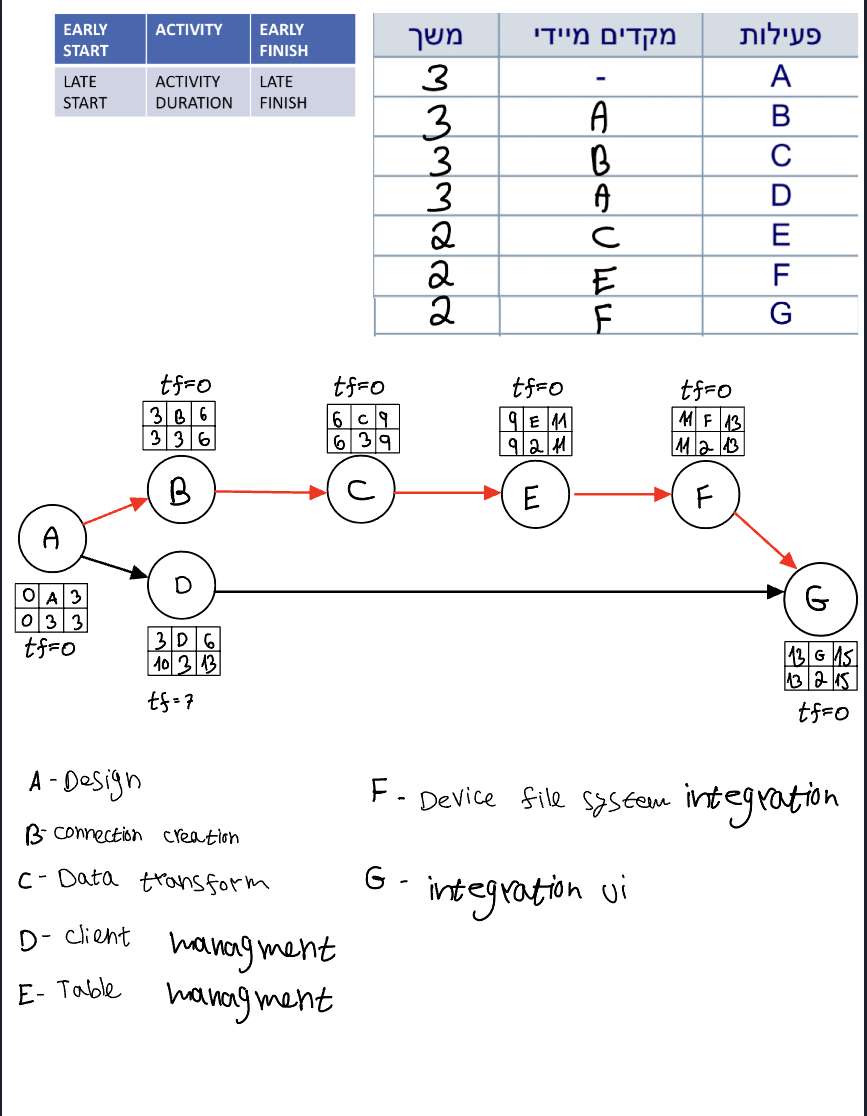 EARLY START ACTIVITY EARLY FINISH
LATE START ACTIVITY DURATION LATE FINISH
פעילות מקדים מיידי משך
A - 3
B A 3
C B 3
D A 3
E C 2
F E 2
G F 2
tf=0 tf=0 tf=0 tf=0
3 B 6 6 C 9 9 E 11 11 F 13
3 3 6 6 3 9 9 2 11 11 2 13
B C E F
A
D
G
0 A 3
0 3 3
tf=0
3 D 6
10 3 13
tf=7
13 G 15
13 2 15
tf=0
A - Design
B- connection creation
C - Data transform
D- client managment
E- Table managment
F - Device file system integration
G - integration ui